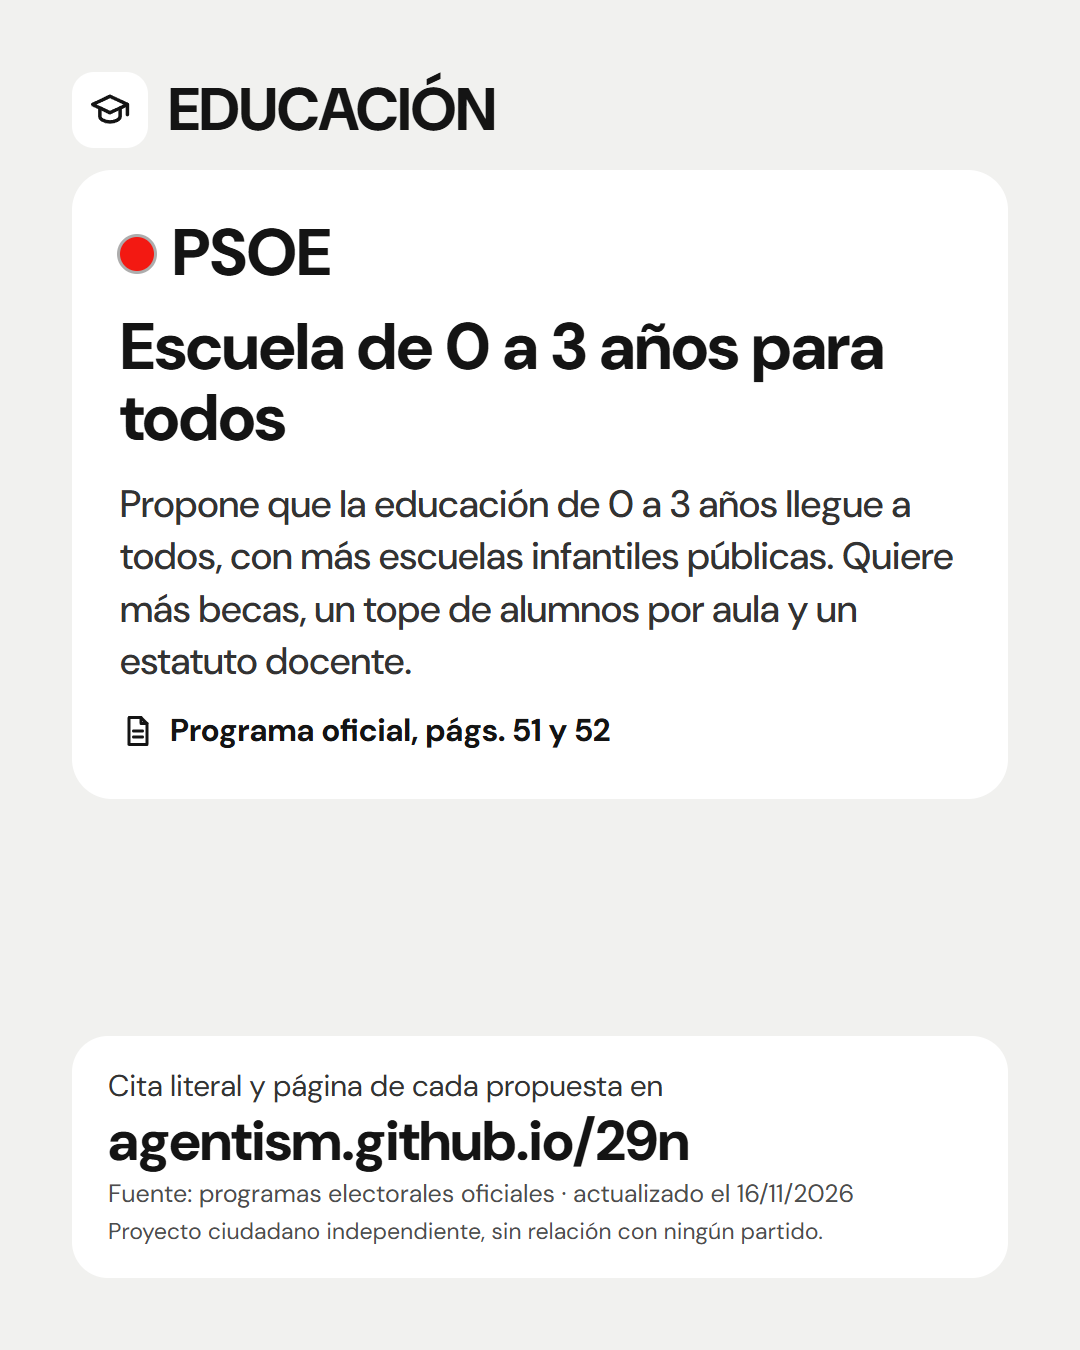 EDUCACIÓN
PSOE
Escuela de 0 a 3 años para
todos
Propone que la educación de 0 a 3 años llegue a
todos, con más escuelas infantiles públicas. Quiere
más becas, un tope de alumnos por aula y un
estatuto docente.
Programa oficial, págs. 51 y 52
Cita literal y página de cada propuesta en
agentism.github.io/29n
Fuente: programas electorales oficiales · actualizado el 16/11/2026
Proyecto ciudadano independiente, sin relación con ningún partido.